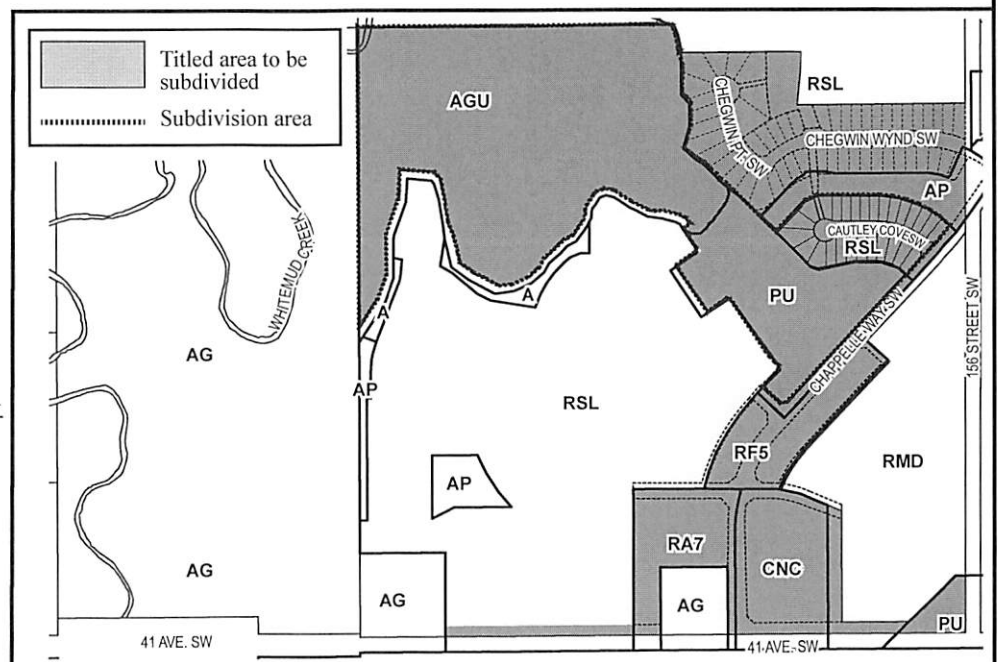 Titled area to be
subdivided
Subdivision area
RSL
AGU
CHEGWIN PT. SW
CHEGWIN WYND SW
AP
CAUTLEY COVE SW
RSL
WHITEMUD CREEK
A
PU
A
CHAPPELLE WAY SW
156 STREET SW
AG
AP
RSL
RF5
RMD
AP
RA7
CNC
AG
AG
AG
PU
41 AVE. SW
41 AVE. SW